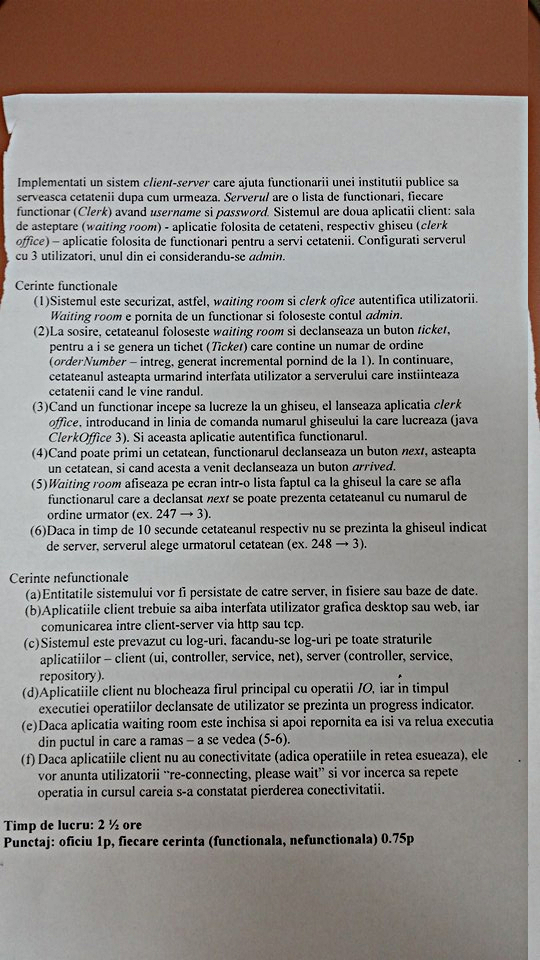 Implementati un sistem client-server care ajuta functionarii unei institutii publice sa
serveasca cetatenii dupa cum urmeaza. Serverul are o lista de functionari, fiecare
functionar (Clerk) avand username si password. Sistemul are doua aplicatii client: sala
de asteptare (waiting room) - aplicatie folosita de cetateni, respectiv ghiseu (clerk
office) – aplicatie folosita de functionari pentru a servi cetatenii. Configurati serverul
cu 3 utilizatori, unul din ei considerandu-se admin.
Cerinte functionale
(1)Sistemul este securizat, astfel, waiting room si clerk ofice autentifica utilizatorii.
Waiting room e pornita de un functionar si foloseste contul admin.
(2)La sosire, cetateanul foloseste waiting room si declanseaza un buton ticket,
pentru a i se genera un tichet (Ticket) care contine un numar de ordine
(orderNumber – intreg, generat incremental pornind de la 1). In continuare,
cetateanul asteapta urmarind interfata utilizator a serverului care instiinteaza
cetatenii cand le vine randul.
(3)Cand un functionar incepe sa lucreze la un ghiseu, el lanseaza aplicatia clerk
office, introducand in linia de comanda numarul ghiseului la care lucreaza (java
ClerkOffice 3). Si aceasta aplicatie autentifica functionarul.
(4)Cand poate primi un cetatean, functionarul declanseaza un buton next, asteapta
un cetatean, si cand acesta a venit declanseaza un buton arrived.
(5)Waiting room afiseaza pe ecran intr-o lista faptul ca la ghiseul la care se afla
functionarul care a declansat next se poate prezenta cetateanul cu numarul de
ordine urmator (ex. 247 → 3).
(6)Daca in timp de 10 secunde cetateanul respectiv nu se prezinta la ghiseul indicat
de server, serverul alege urmatorul cetatean (ex. 248 → 3).
Cerinte nefunctionale
(a)Entitatile sistemului vor fi persistate de catre server, in fisiere sau baze de date.
(b)Aplicatiile client trebuie sa aiba interfata utilizator grafica desktop sau web, iar
comunicarea intre client-server via http sau tcp.
(c)Sistemul este prevazut cu log-uri, facandu-se log-uri pe toate straturile
aplicatiilor – client (ui, controller, service, net), server (controller, service,
repository).
(d)Aplicatiile client nu blocheaza firul principal cu operatii IO, iar in timpul
executiei operatiilor declansate de utilizator se prezinta un progress indicator.
(e)Daca aplicatia waiting room este inchisa si apoi repornita ea isi va relua executia
din puctul in care a ramas – a se vedea (5-6).
(f) Daca aplicatiile client nu au conectivitate (adica operatiile in retea esueaza), ele
vor anunta utilizatorii “re-connecting, please wait” si vor incerca sa repete
operatia in cursul careia s-a constatat pierderea conectivitatii.
Timp de lucru: 2 ½ ore
Punctaj: oficiu 1p, fiecare cerinta (functionala, nefunctionala) 0.75p